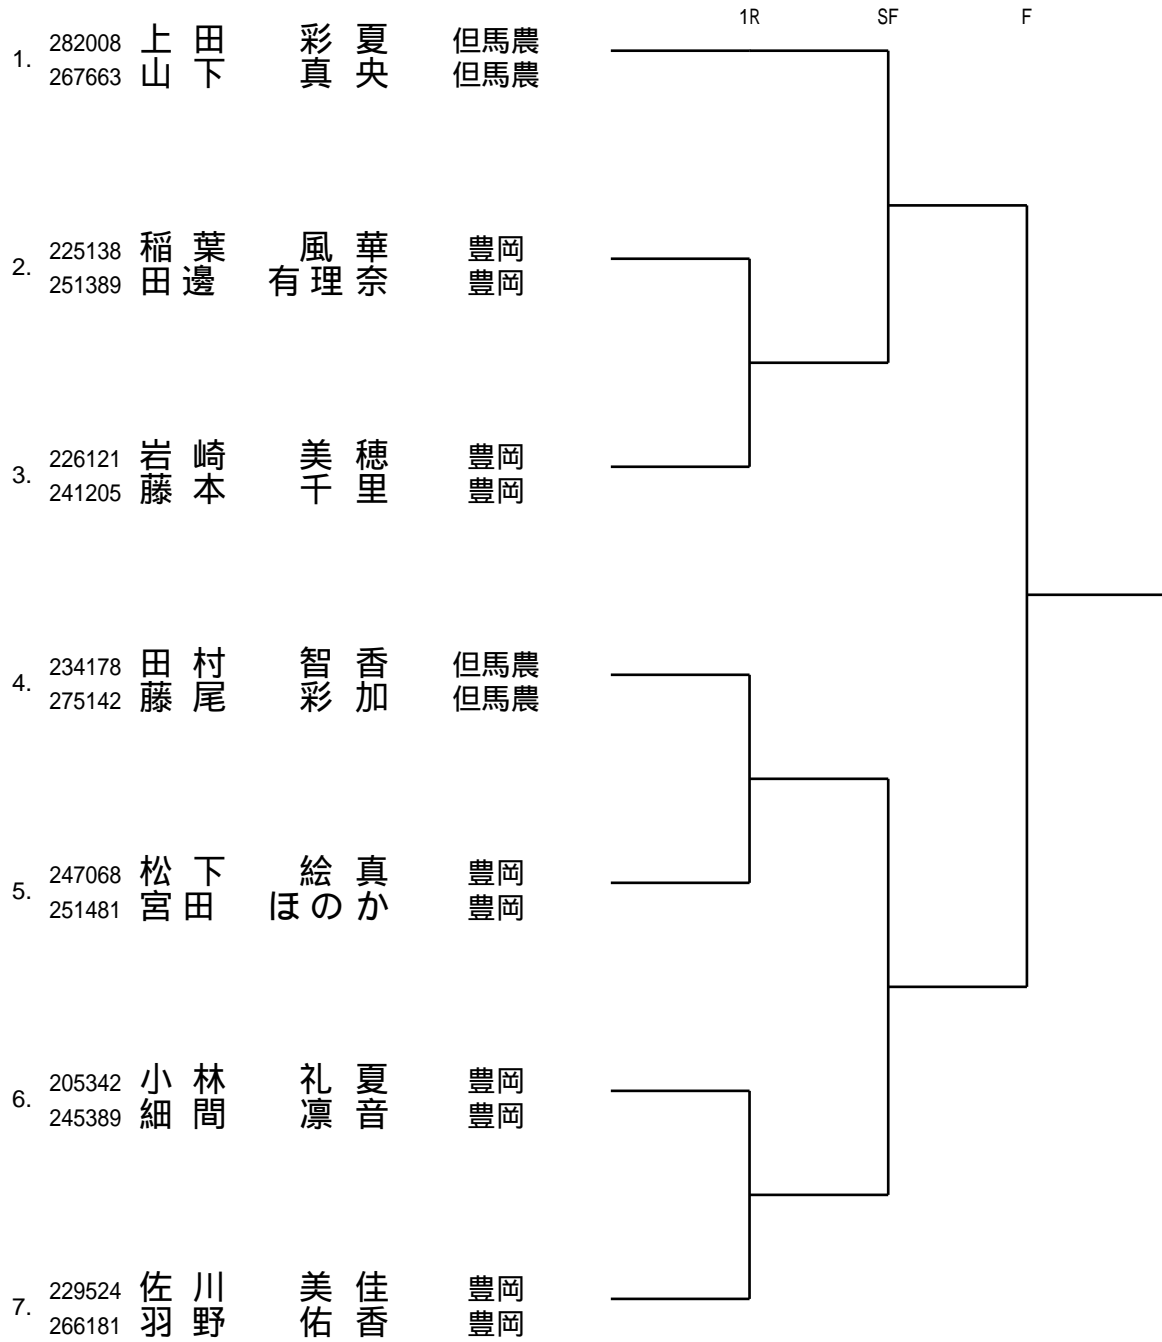 1R SF F
1. 282008 上田 彩夏 但馬農
267663 山下 真央 但馬農
2. 225138 稲葉 風華 豊岡
251389 田邊 有理奈 豊岡
3. 226121 岩崎 美穂 豊岡
241205 藤本 千里 豊岡
4. 234178 田村 智香 但馬農
275142 藤尾 彩加 但馬農
5. 247068 松下 絵真 豊岡
251481 宮田 ほのか 豊岡
6. 205342 小林 礼夏 豊岡
245389 細間 凛音 豊岡
7. 229524 佐川 美佳 豊岡
266181 羽野 佑香 豊岡